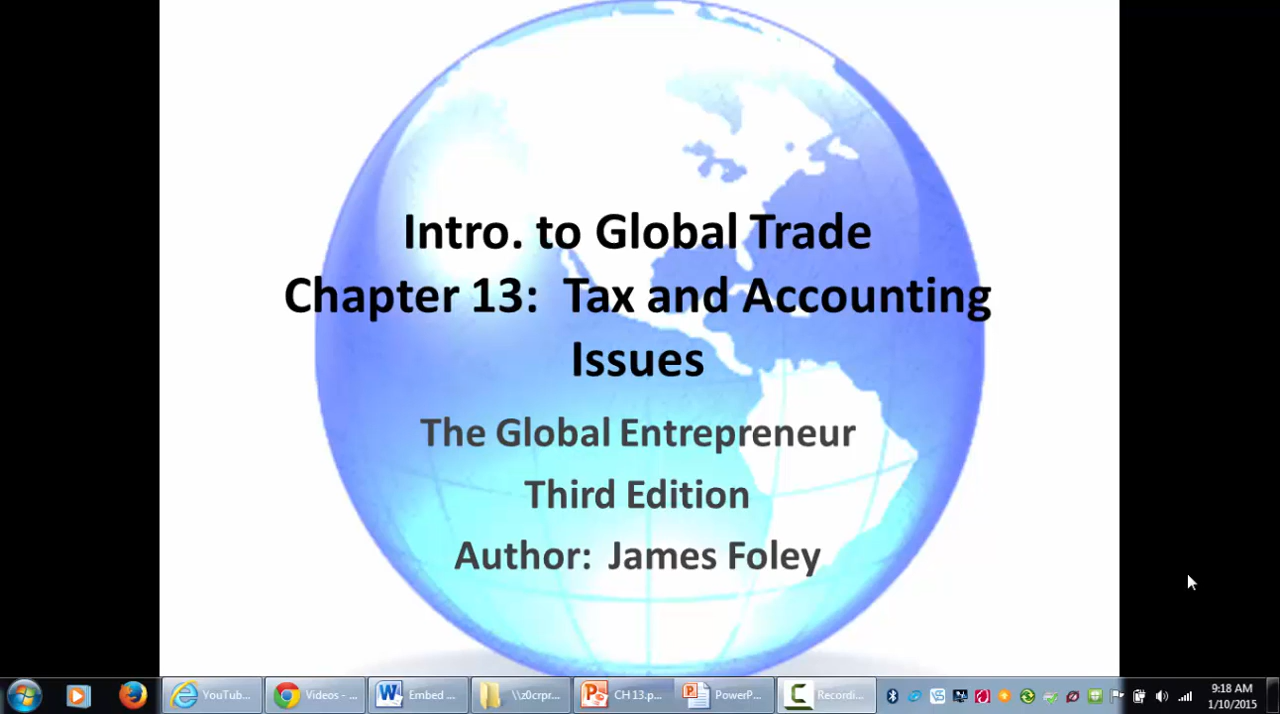 Intro. to Global Trade
Chapter 13: Tax and Accounting
Issues
The Global Entrepreneur
Third Edition
Author: James Foley
YouTub...
Videos - ...
Embed ...
\\z0crpr...
CH 13.p...
PowerP...
Recordi...
9:18 AM
1/10/2015